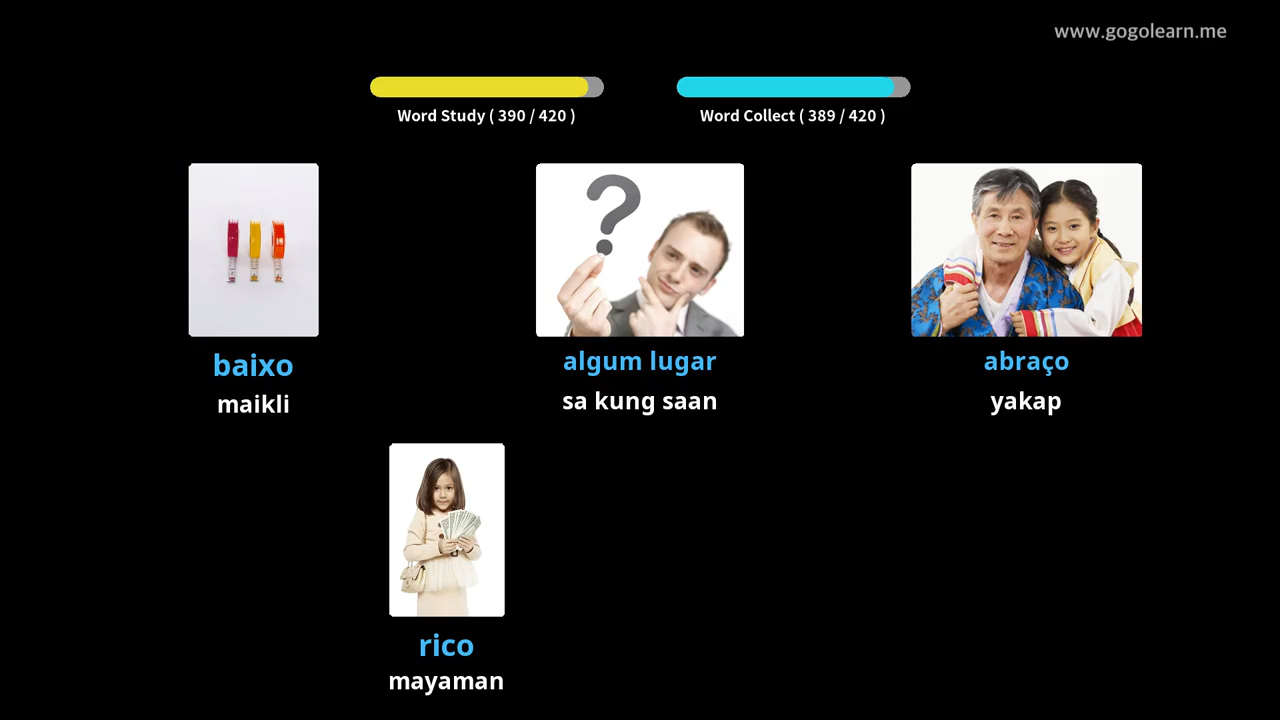 www.gogolearn.me
Word Study ( 390 / 420 )
Word Collect ( 389 / 420 )
baixo
maikli
algum lugar
sa kung saan
abraço
yakap
rico
mayaman